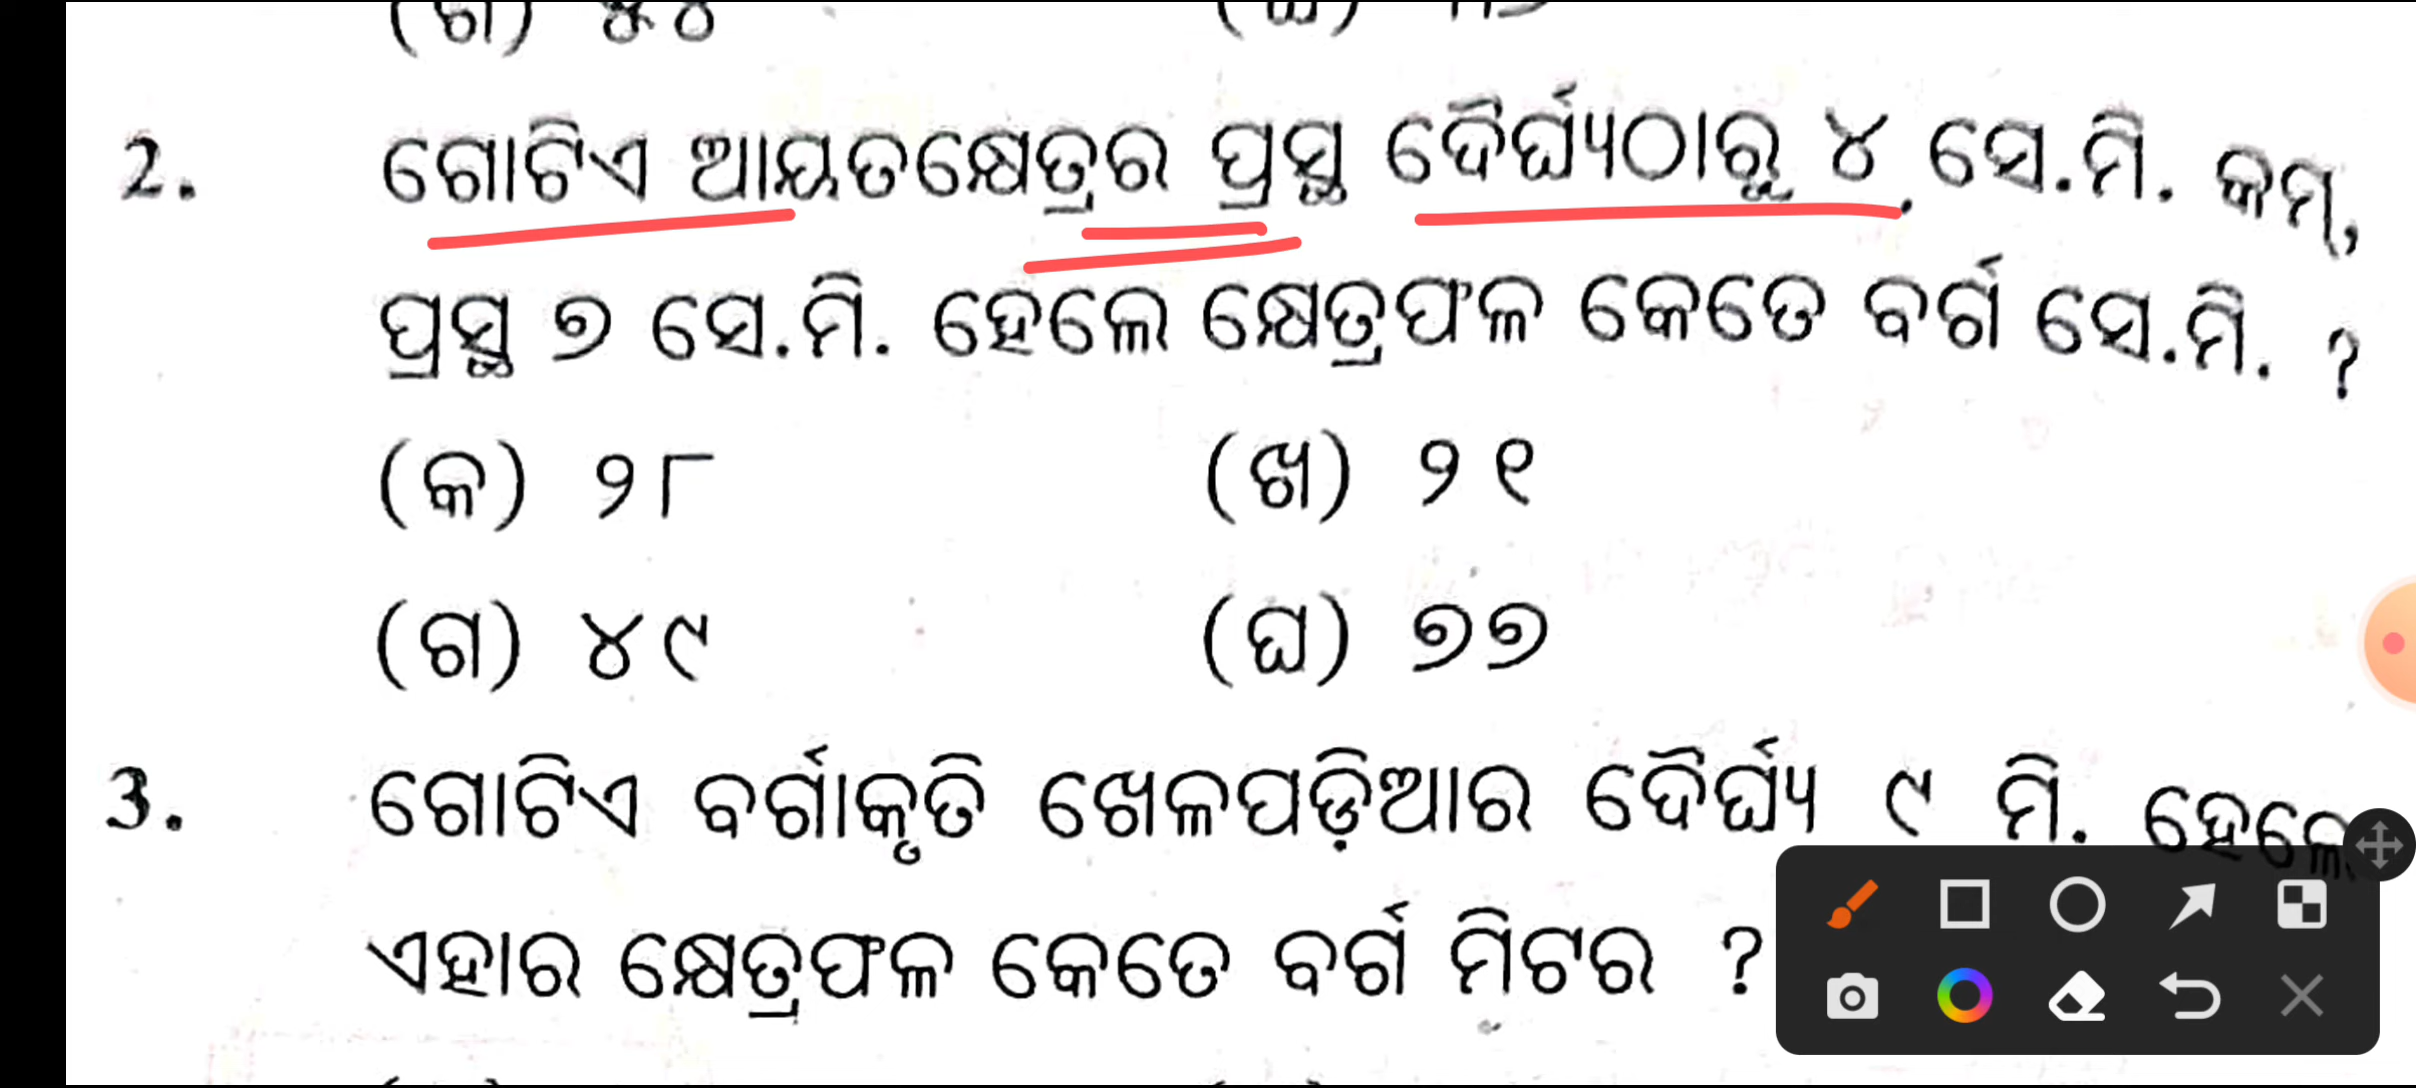 2. ଗୋଟିଏ ଆୟତକ୍ଷେତ୍ରର ପ୍ରସ୍ଥ ଦୈର୍ଘ୍ୟଠାରୁ ୪ ସେ.ମି. କମ୍,
ପ୍ରସ୍ଥ ୭ ସେ.ମି. ହେଲେ କ୍ଷେତ୍ରଫଳ କେତେ ବର୍ଗ ସେ.ମି. ?
(କ) ୨୮ (ଖ) ୨୧
(ଗ) ୪୯ (ଘ) ୭୭
3. ଗୋଟିଏ ବର୍ଗାକୃତି ଖେଳପଡ଼ିଆର ଦୈର୍ଘ୍ୟ ୯ ମି. ହେଲେ
ଏହାର କ୍ଷେତ୍ରଫଳ କେତେ ବର୍ଗ ମିଟର ?